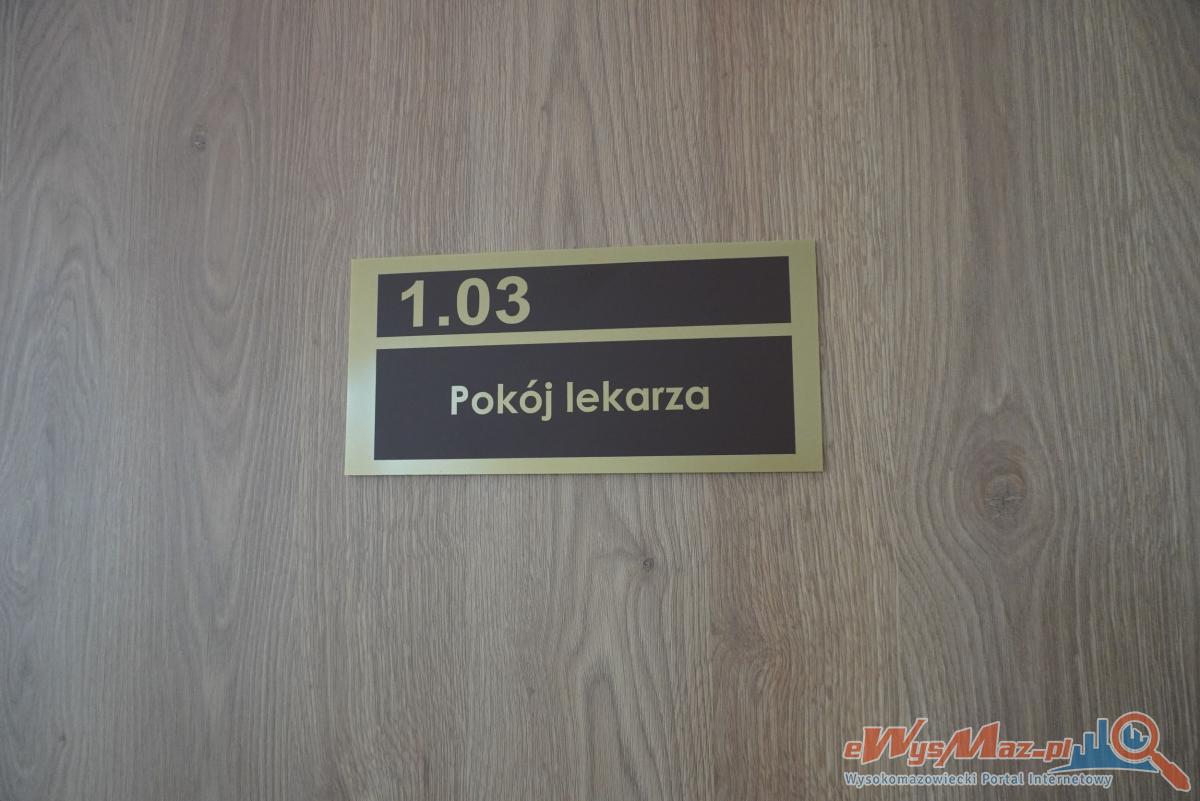 1.03
Pokój lekarza
eWysMaz.pl
Wysokomazowiecki Portal Internetowy